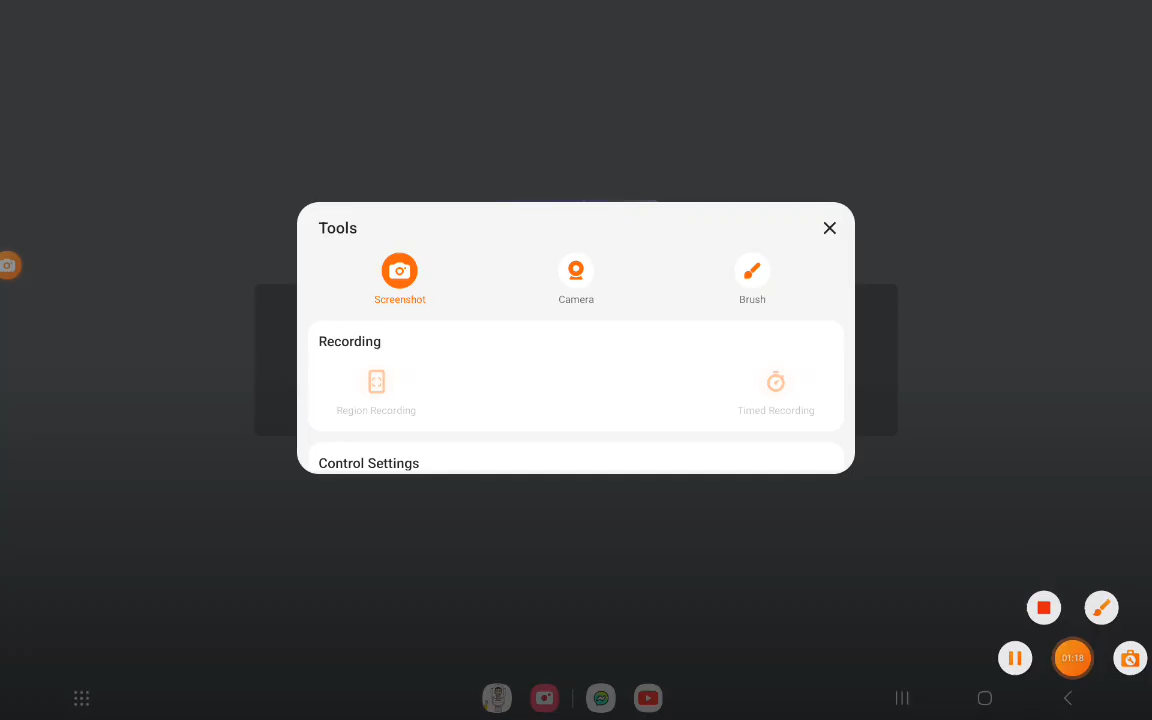 Tools
Screenshot
Camera
Brush
Recording
Region Recording
Timed Recording
Control Settings
01:18